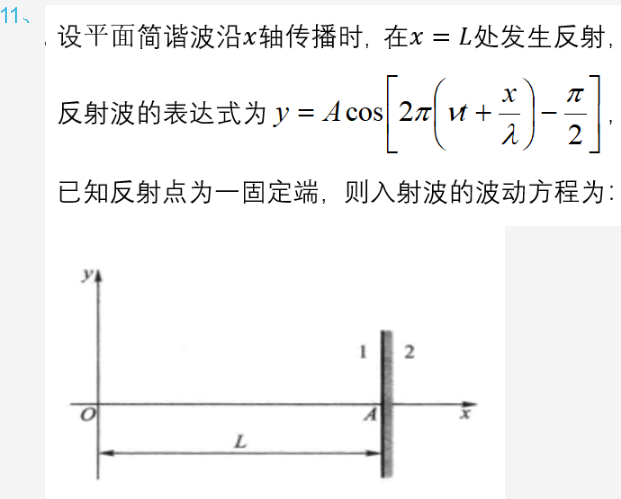 11、
. 设平面简谐波沿x轴传播时, 在x = L处发生反射,
反射波的表达式为 y = A cos[2π(νt + x/λ) − π/2],
已知反射点为一固定端, 则入射波的波动方程为:
y
1 2
O A x
L